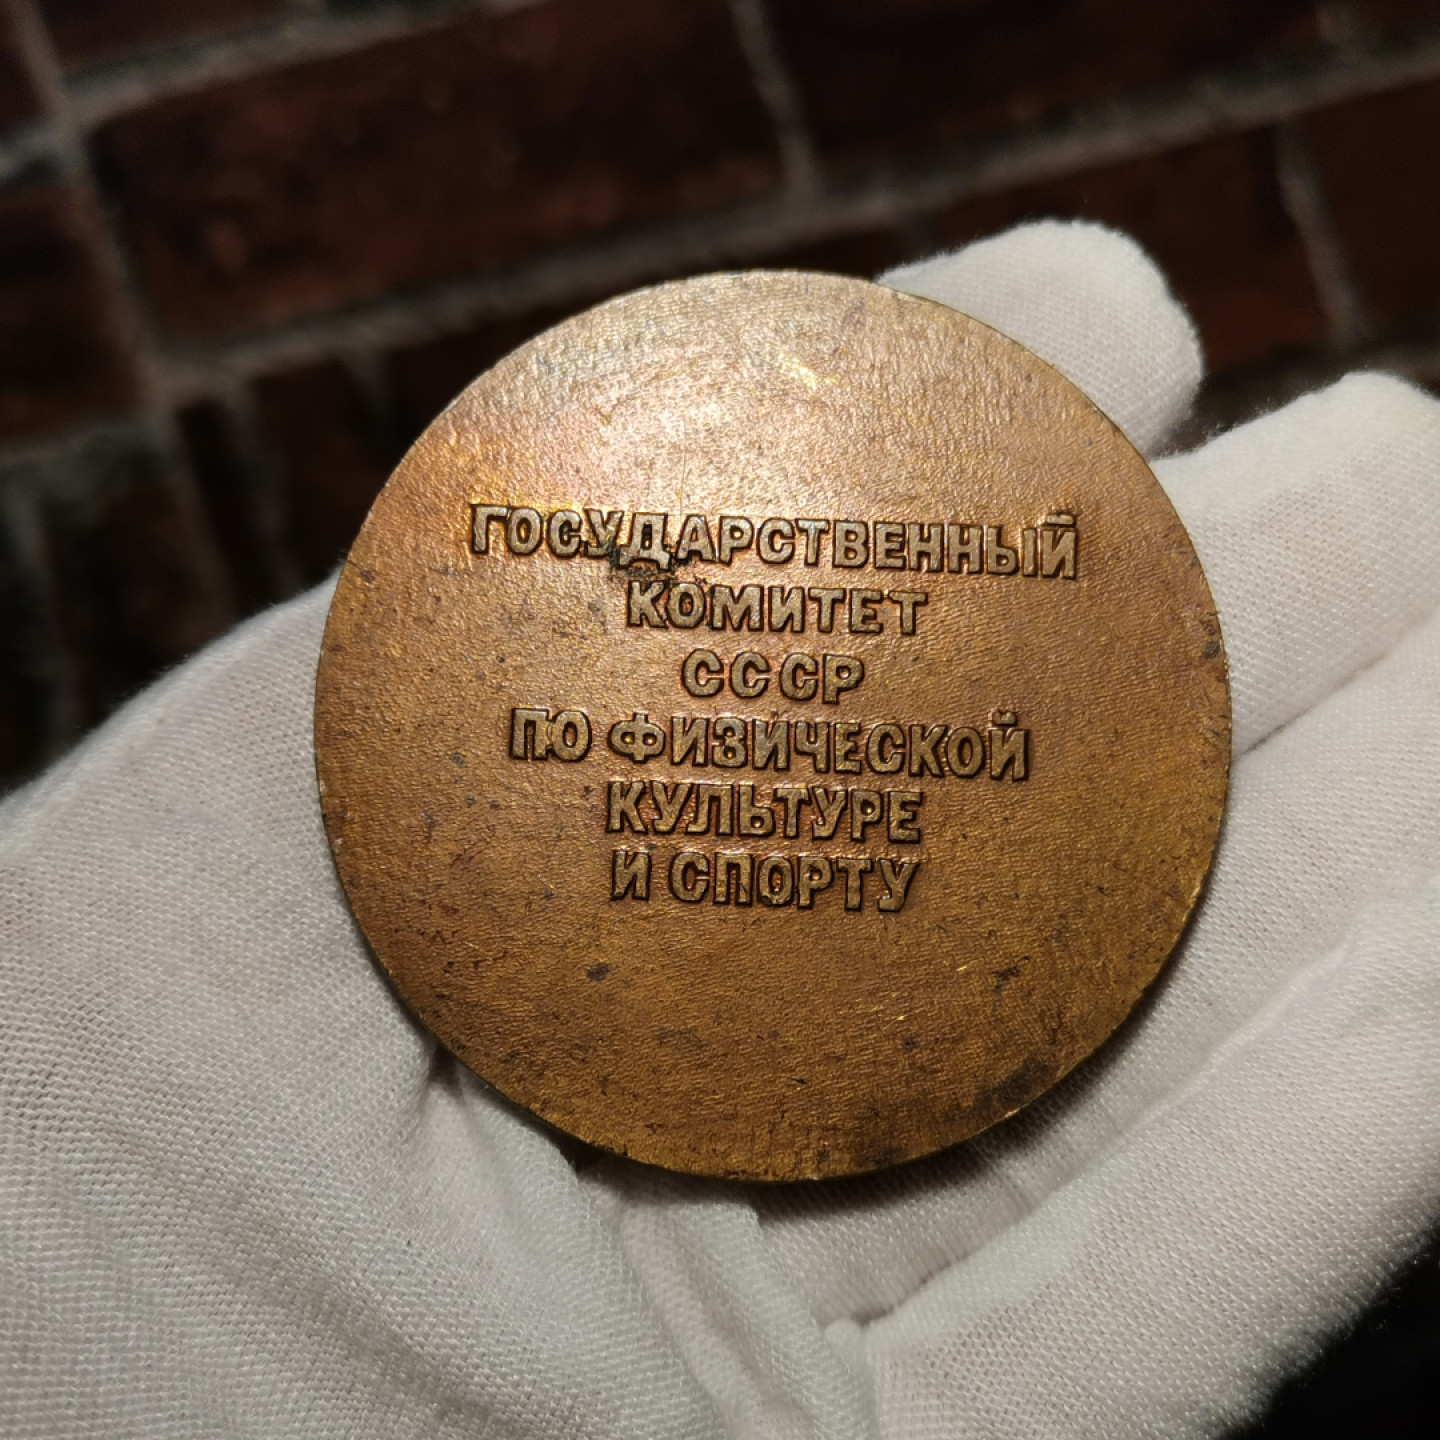 ГОСУДАРСТВЕННЫЙ
КОМИТЕТ
СССР
ПО ФИЗИЧЕСКОЙ
КУЛЬТУРЕ
И СПОРТУ